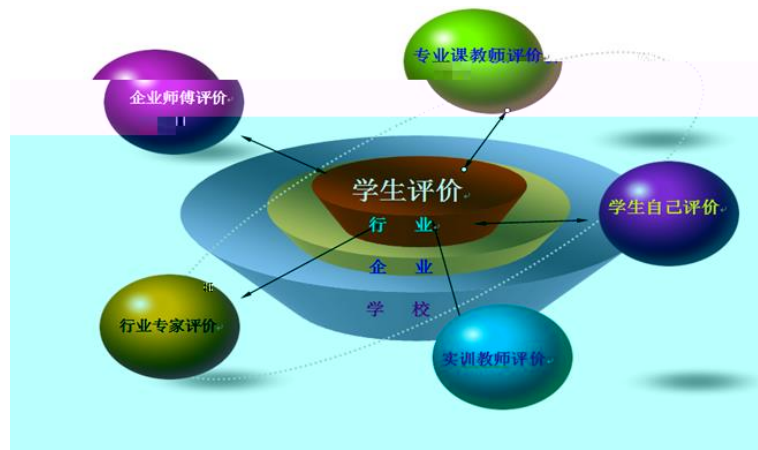 专业课教师评价
企业师傅评价
学生评价
学生自己评价
行 业
企 业
学 校
行业专家评价
实训教师评价